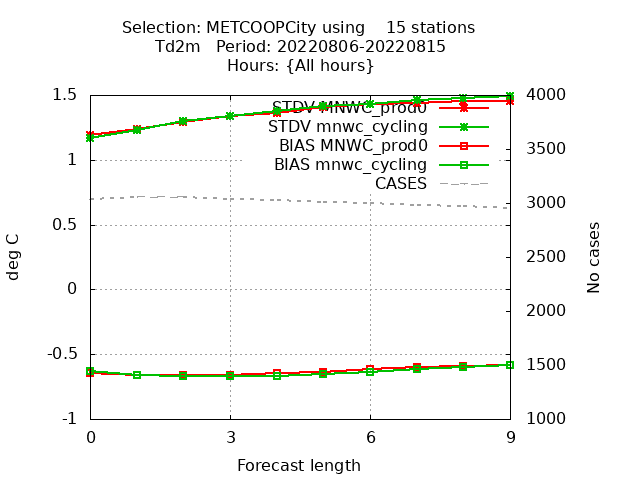 Selection: METCOOPCity using    15 stations
Td2m   Period: 20220806-20220815
Hours: {All hours}
1.5
1
0.5
0
-0.5
-1
deg C
4000
3500
3000
2500
2000
1500
1000
No cases
STDV MNWC_prod0
STDV mnwc_cycling
BIAS MNWC_prod0
BIAS mnwc_cycling
CASES
0 3 6 9
Forecast length